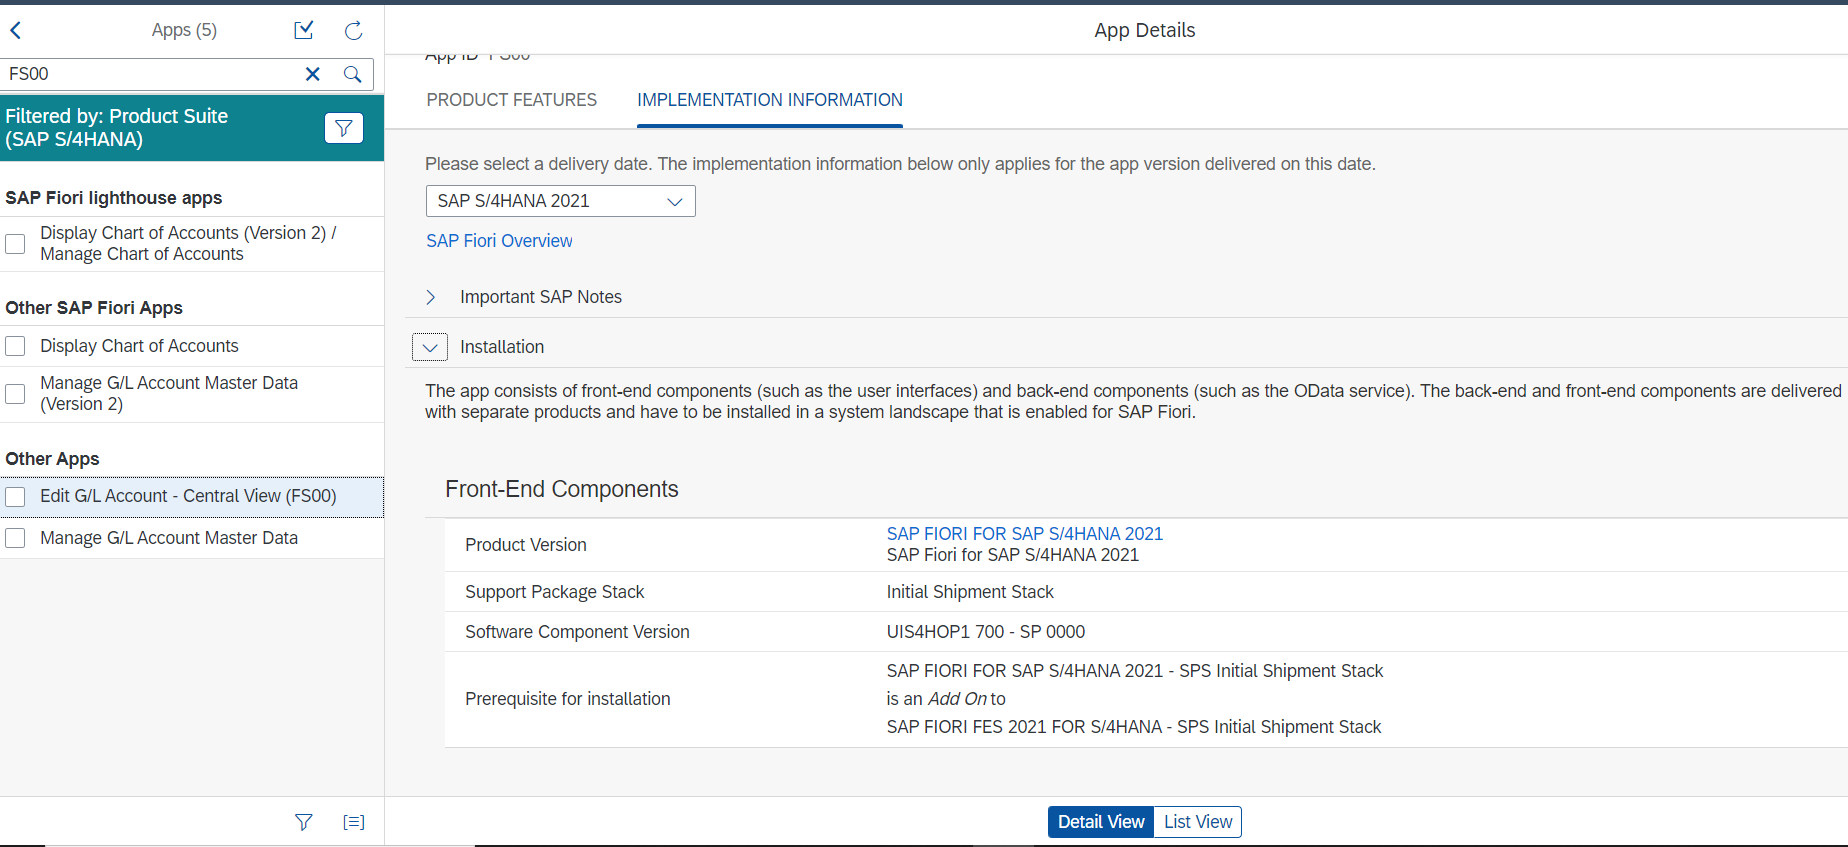 Apps (5)
FS00
Filtered by: Product Suite
(SAP S/4HANA)
SAP Fiori lighthouse apps
Display Chart of Accounts (Version 2) /
Manage Chart of Accounts
Other SAP Fiori Apps
Display Chart of Accounts
Manage G/L Account Master Data
(Version 2)
Other Apps
Edit G/L Account - Central View (FS00)
Manage G/L Account Master Data
App Details
App ID FS00
PRODUCT FEATURES
IMPLEMENTATION INFORMATION
Please select a delivery date. The implementation information below only applies for the app version delivered on this date.
SAP S/4HANA 2021
SAP Fiori Overview
Important SAP Notes
Installation
The app consists of front-end components (such as the user interfaces) and back-end components (such as the OData service). The back-end and front-end components are delivered
with separate products and have to be installed in a system landscape that is enabled for SAP Fiori.
Front-End Components
Product Version
SAP FIORI FOR SAP S/4HANA 2021
SAP Fiori for SAP S/4HANA 2021
Support Package Stack
Initial Shipment Stack
Software Component Version
UIS4HOP1 700 - SP 0000
Prerequisite for installation
SAP FIORI FOR SAP S/4HANA 2021 - SPS Initial Shipment Stack
is an Add On to
SAP FIORI FES 2021 FOR S/4HANA - SPS Initial Shipment Stack
Detail View
List View